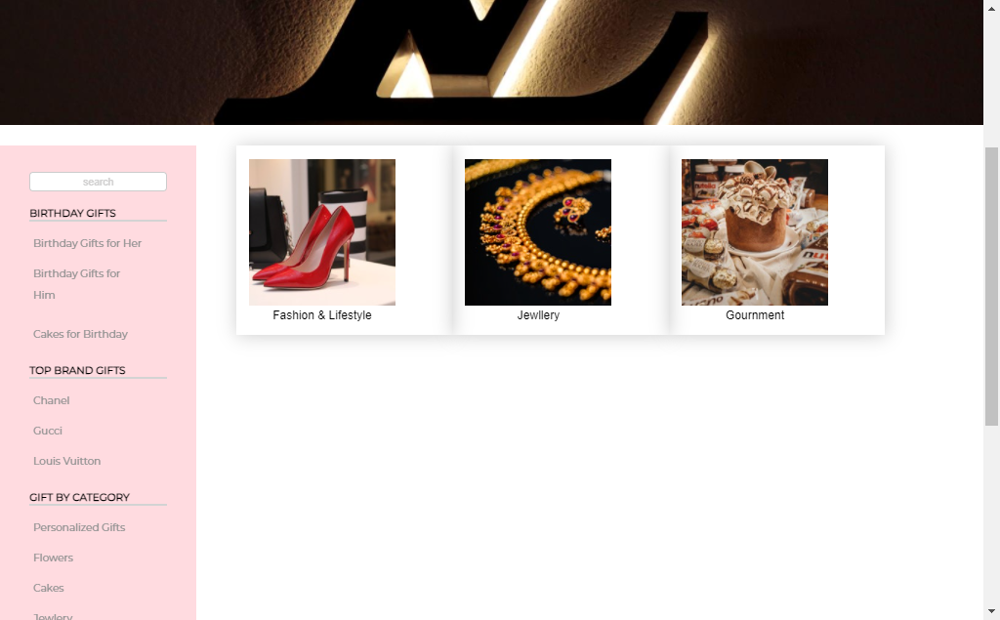 search
BIRTHDAY GIFTS
Birthday Gifts for Her
Birthday Gifts for
Him
Cakes for Birthday
TOP BRAND GIFTS
Chanel
Gucci
Louis Vuitton
GIFT BY CATEGORY
Personalized Gifts
Flowers
Cakes
Jewlery
Fashion & Lifestyle
Jewllery
Gournment